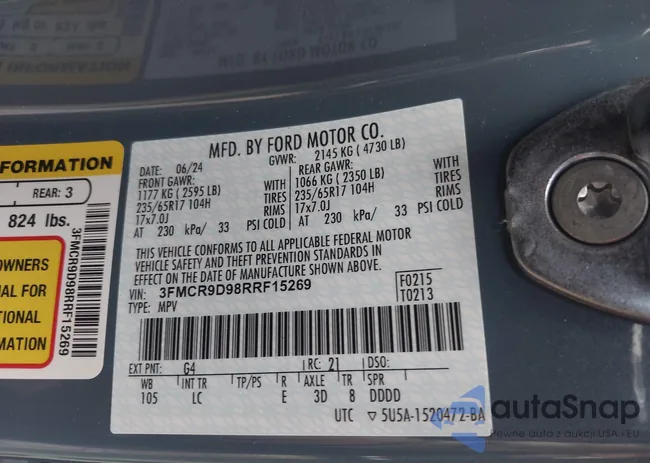 MFD. BY FORD MOTOR CO.
DATE: 06/24 GVWR: 2145 KG ( 4730 LB)
FRONT GAWR: REAR GAWR:
1177 KG ( 2595 LB) WITH 1066 KG ( 2350 LB) WITH
235/65R17 104H TIRES 235/65R17 104H TIRES
17x7.0J RIMS 17x7.0J RIMS
AT 230 kPa/ 33 PSI COLD AT 230 kPa/ 33 PSI COLD
THIS VEHICLE CONFORMS TO ALL APPLICABLE FEDERAL MOTOR
VEHICLE SAFETY AND THEFT PREVENTION STANDARDS IN
EFFECT ON THE DATE OF MANUFACTURE SHOWN ABOVE.
VIN: 3FMCR9D98RRF15269 F0215
TYPE: MPV T0213
EXT PNT: G4 RC: 21 DSO:
WB INT TR TP/PS R AXLE TR SPR
105 LC E 3D 8 DDDD
UTC ▽ 5U5A-1520472-BA
FORMATION
REAR: 3
824 lbs.
OWNERS
AL FOR
TIONAL
MATION
3FMCR9D98RRF15269
autoSnap
Pewne auto z aukcji USA i EU